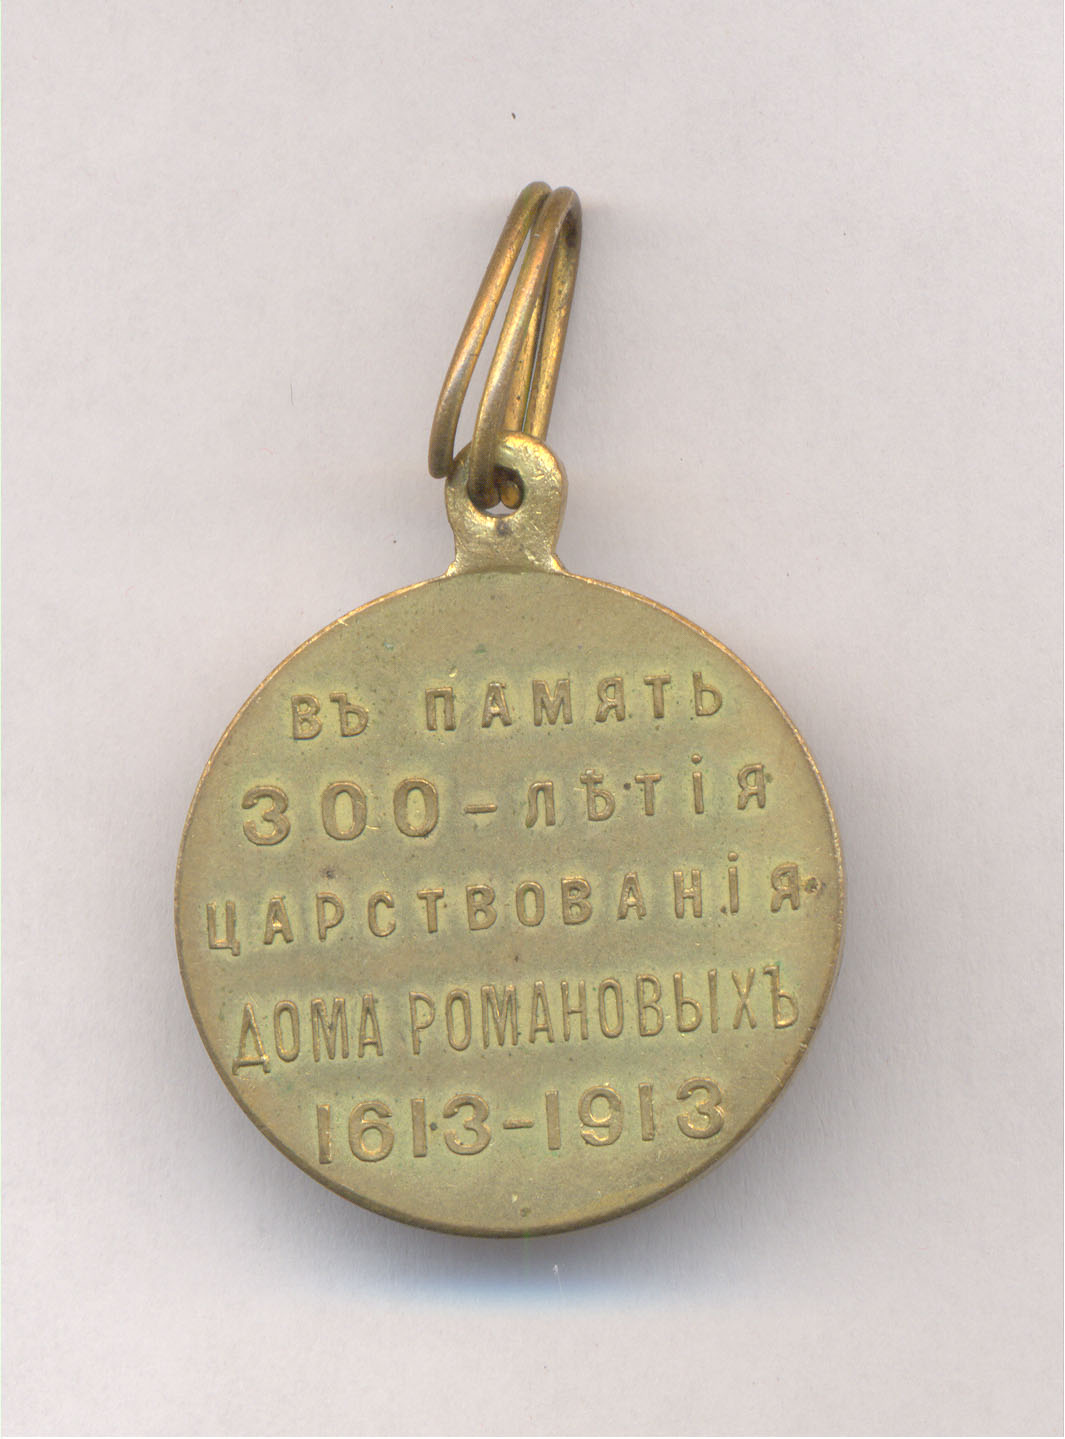 ВЪ ПАМЯТЬ
300-ЛѢТІЯ
ЦАРСТВОВАНІЯ
ДОМА РОМАНОВЫХЪ
1613-1913